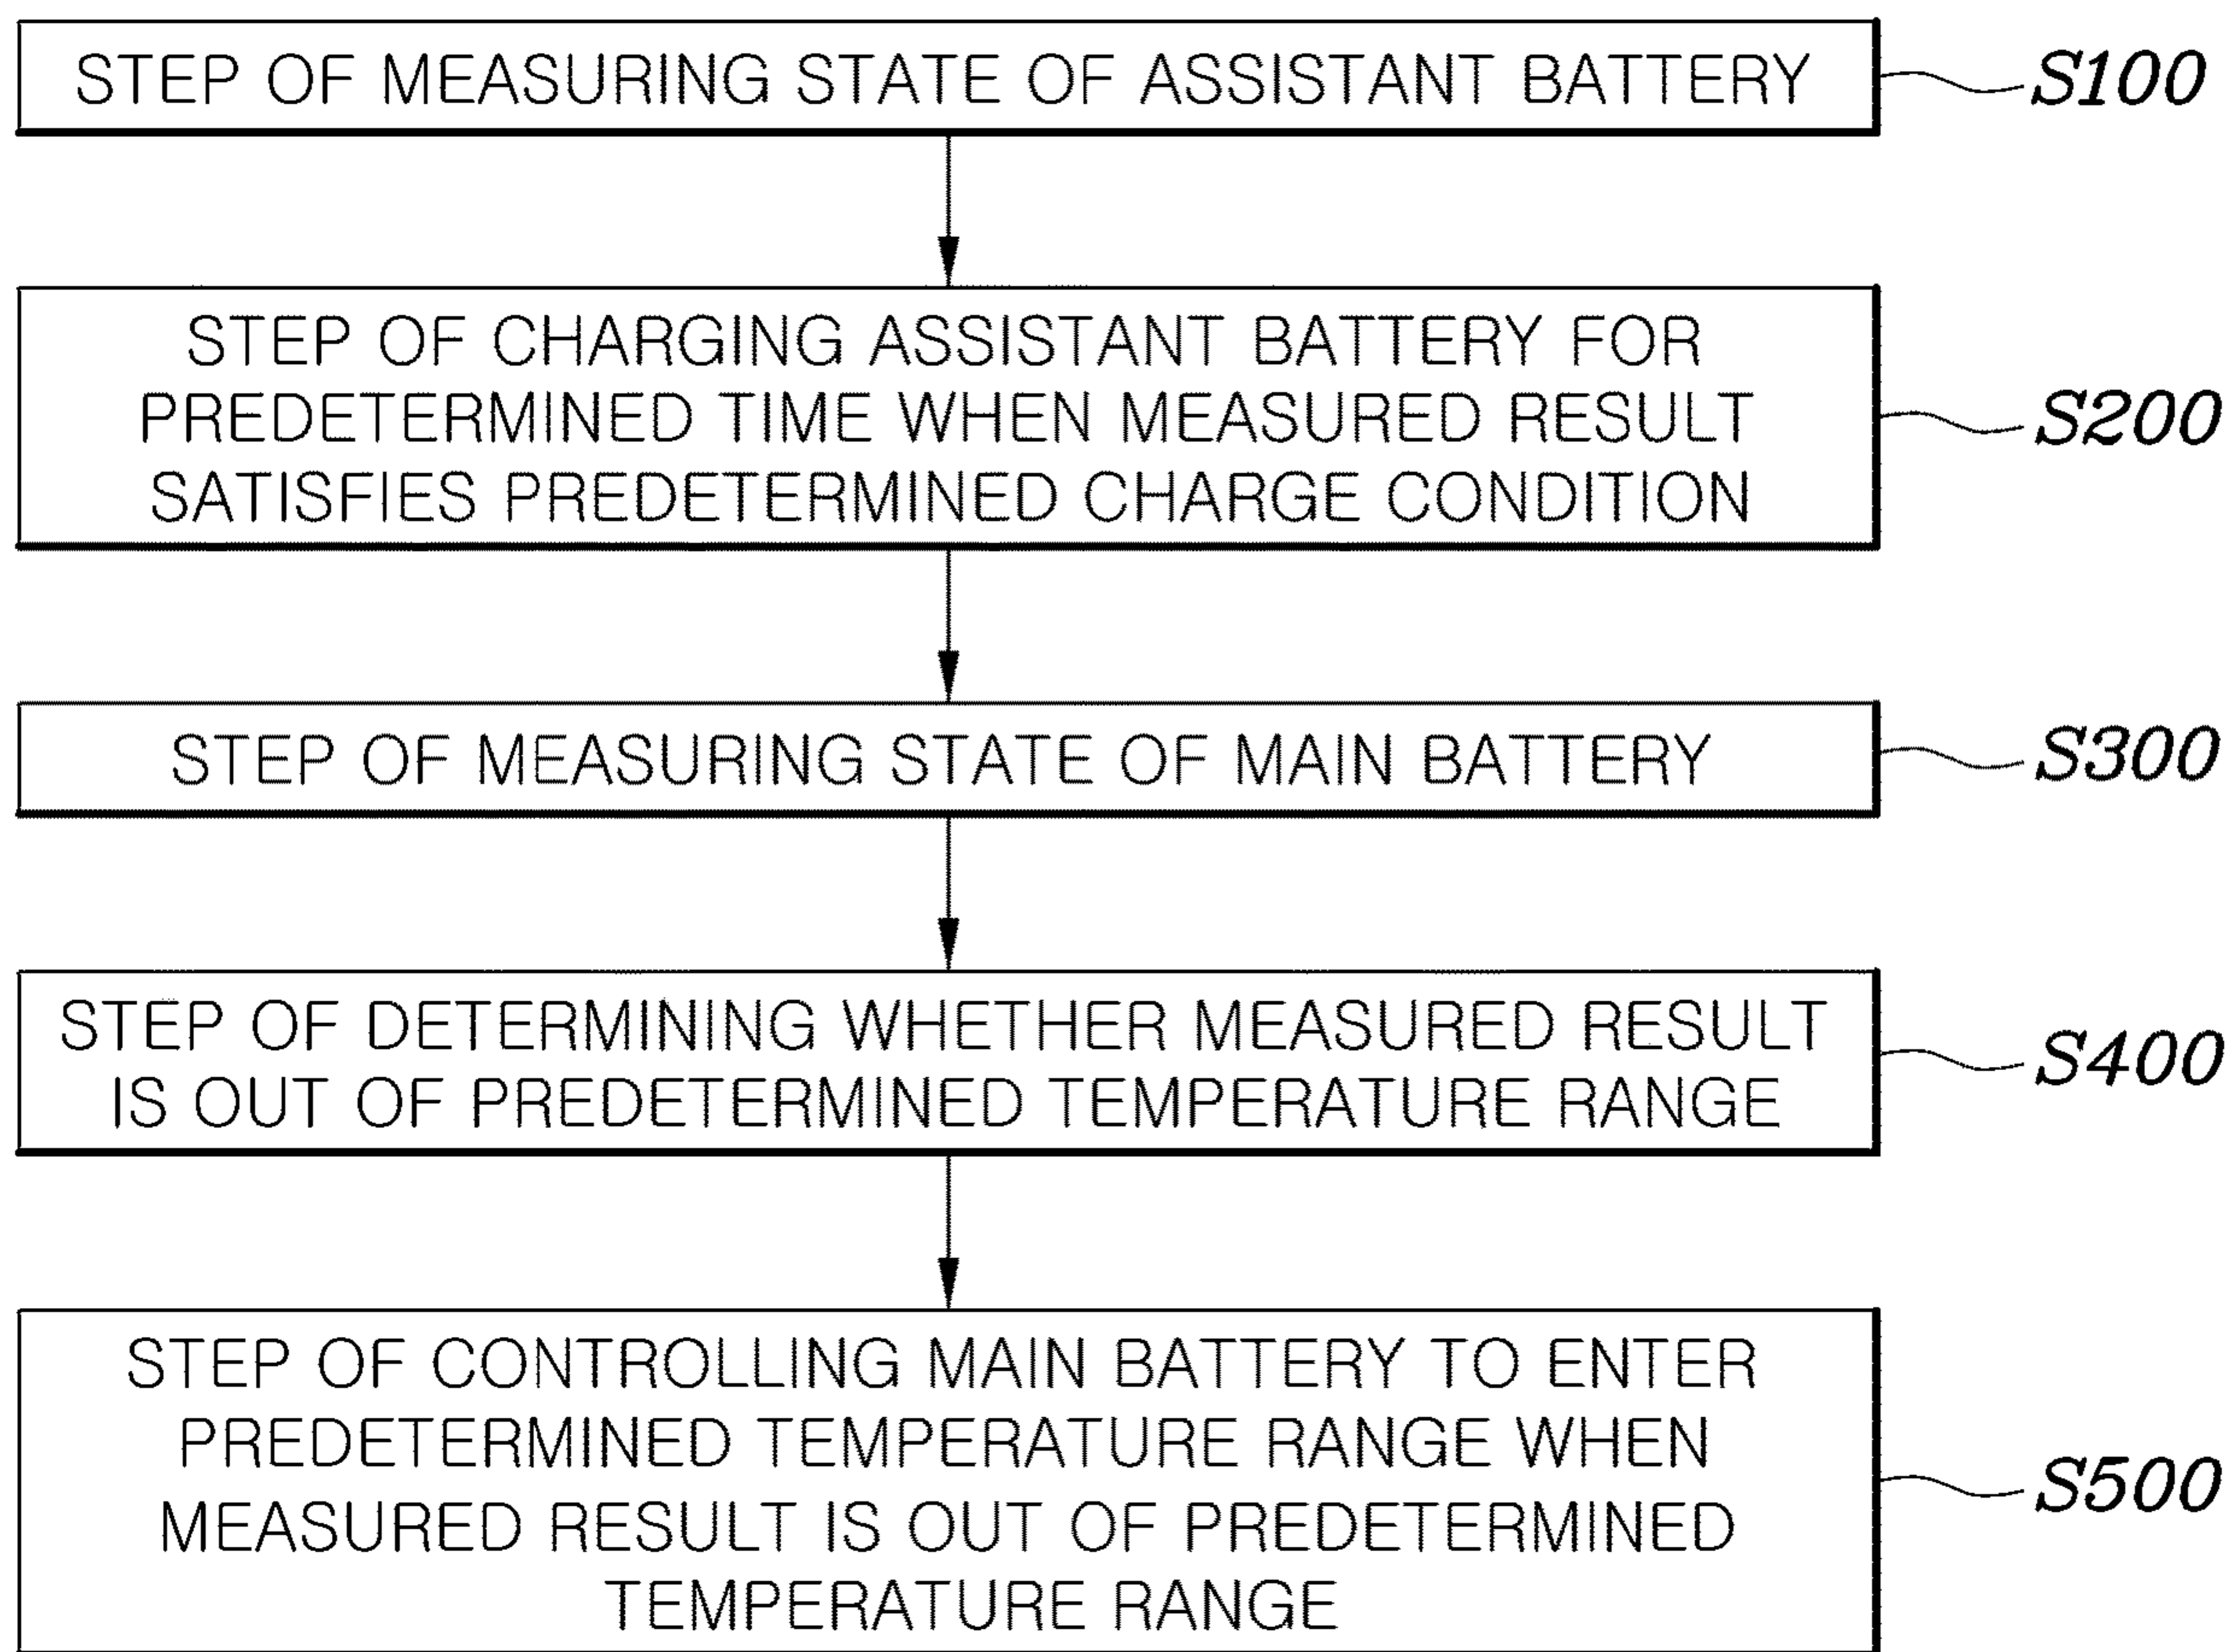 STEP OF MEASURING STATE OF ASSISTANT BATTERY
S100
STEP OF CHARGING ASSISTANT BATTERY FOR
PREDETERMINED TIME WHEN MEASURED RESULT
SATISFIES PREDETERMINED CHARGE CONDITION
S200
STEP OF MEASURING STATE OF MAIN BATTERY
S300
STEP OF DETERMINING WHETHER MEASURED RESULT
IS OUT OF PREDETERMINED TEMPERATURE RANGE
S400
STEP OF CONTROLLING MAIN BATTERY TO ENTER
PREDETERMINED TEMPERATURE RANGE WHEN
MEASURED RESULT IS OUT OF PREDETERMINED
TEMPERATURE RANGE
S500